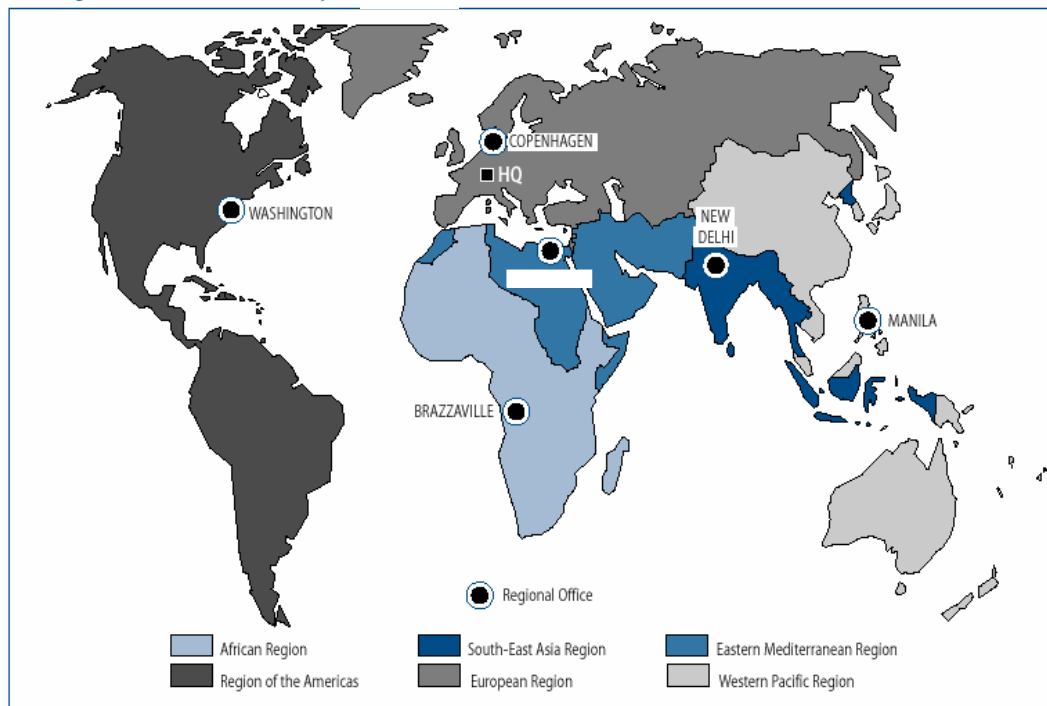 COPENHAGEN
HQ
WASHINGTON
NEW
DELHI
MANILA
BRAZZAVILLE
Regional Office
African Region
South-East Asia Region
Eastern Mediterranean Region
Region of the Americas
European Region
Western Pacific Region